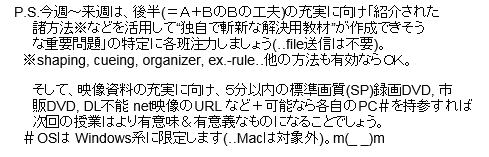 P.S.今週～来週は、後半(＝A＋BのBの工夫)の充実に向け「紹介された
諸方法※などを活用して“独自で斬新な解決用教材”が作成できそう
な重要問題」の特定に各班注力しましょう(..file送信は不要)。
※shaping, cueing, organizer, ex.-rule..他の方法も有効ならOK。
そして、映像資料の充実に向け、５分以内の標準画質(SP)録画DVD, 市
販DVD, DL不能 net映像のURLなど＋可能なら各自のPC＃を持参すれば
次回の授業はより有意味＆有意義なものになることでしょう。
＃OSは Windows系に限定します(..Macは対象外)。m(_ _)m